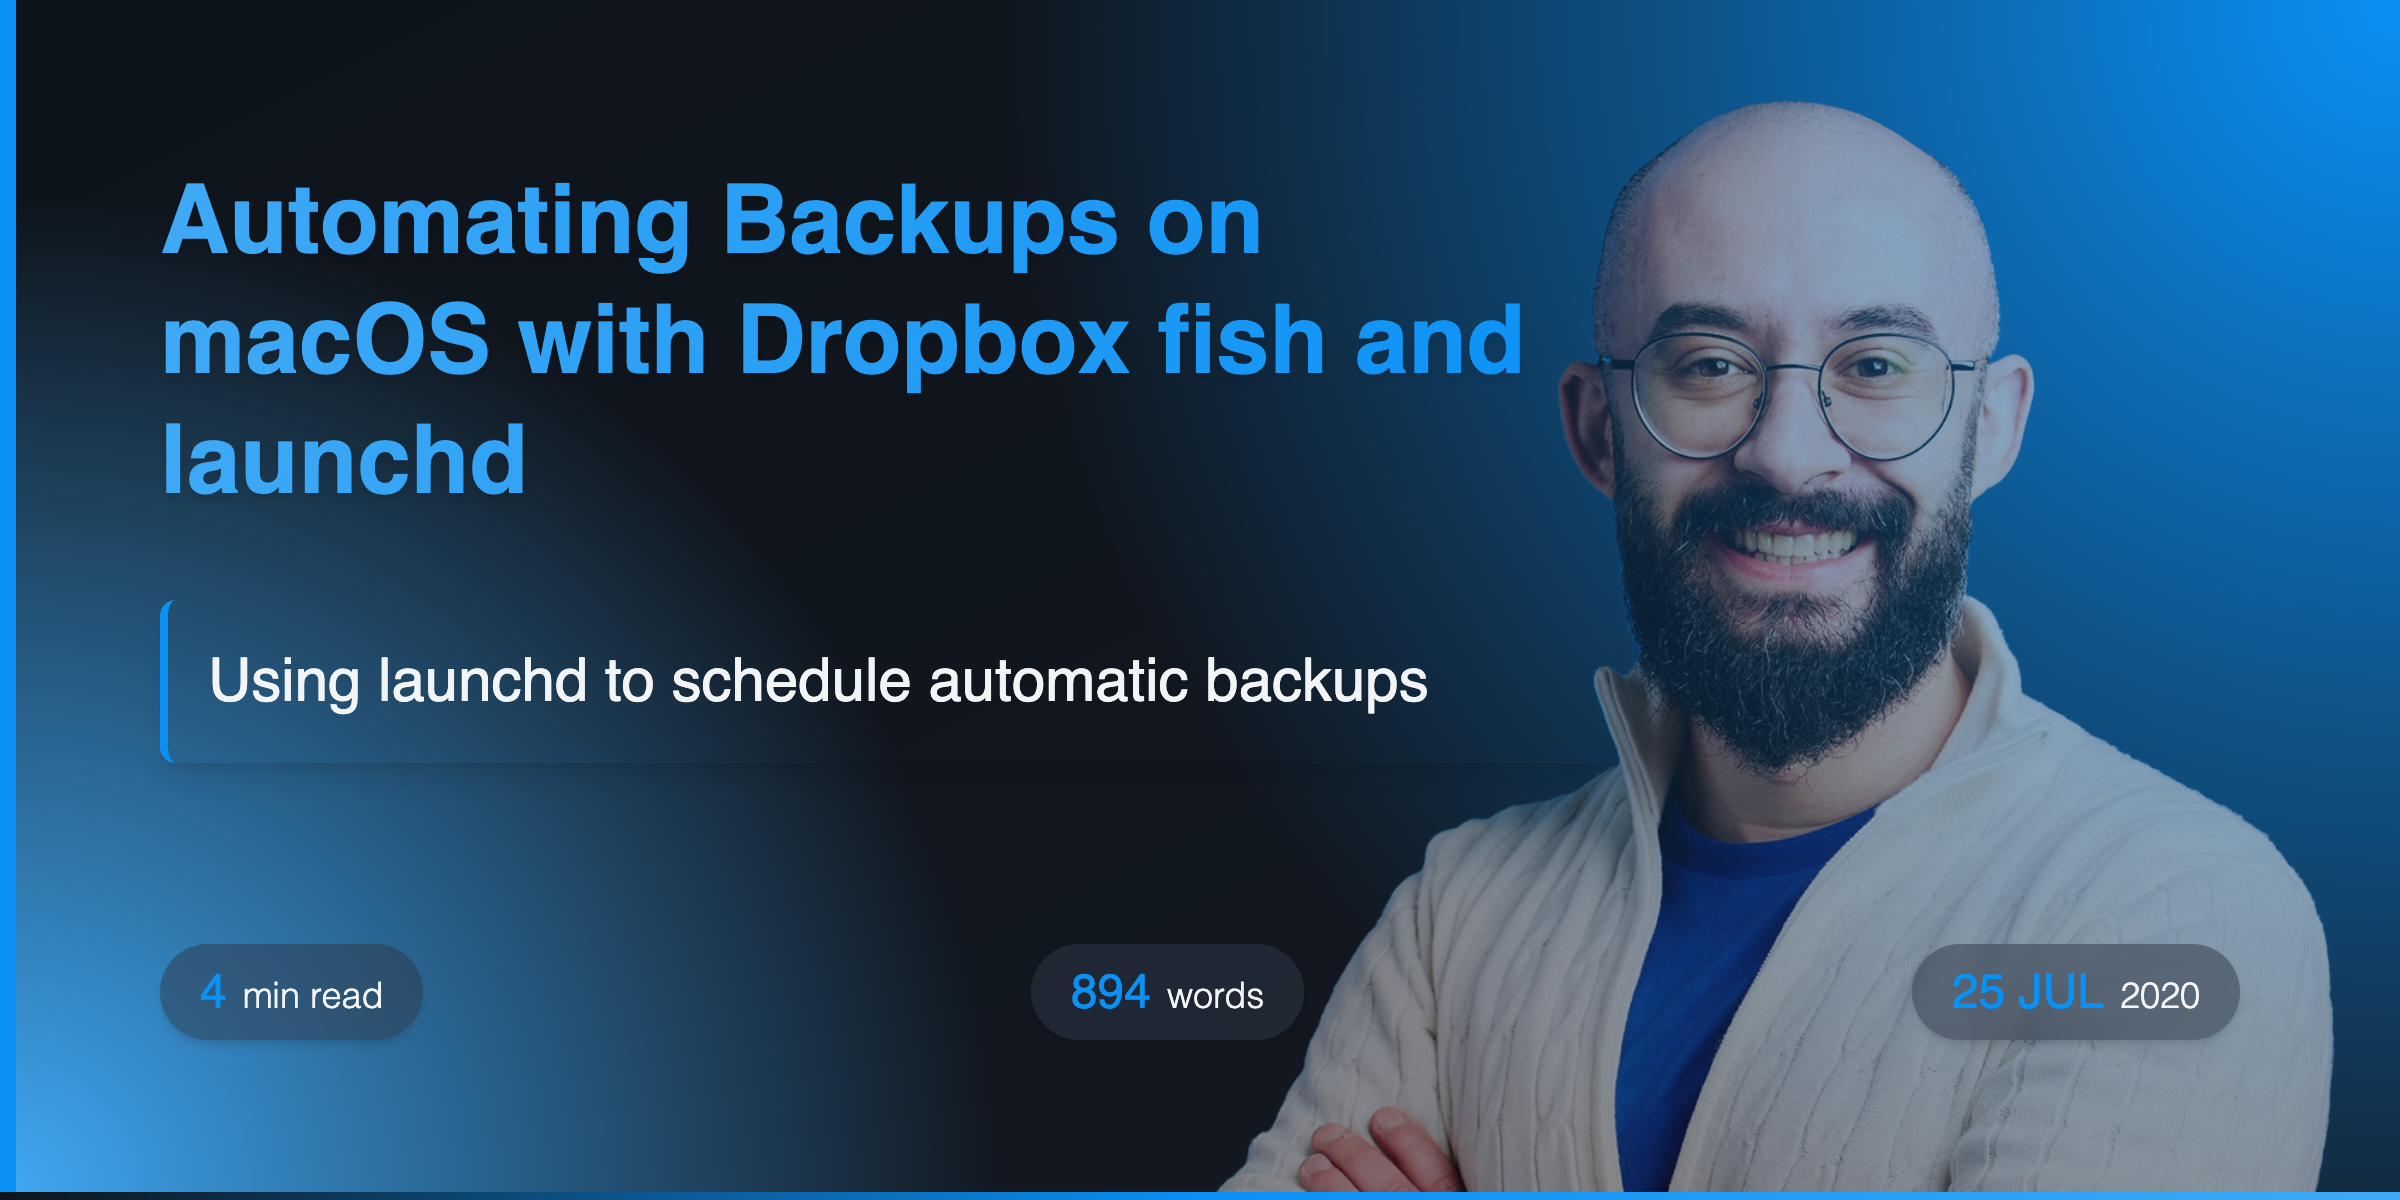 Automating Backups on
macOS with Dropbox fish and
launchd
Using launchd to schedule automatic backups
4 min read
894 words
25 JUL 2020